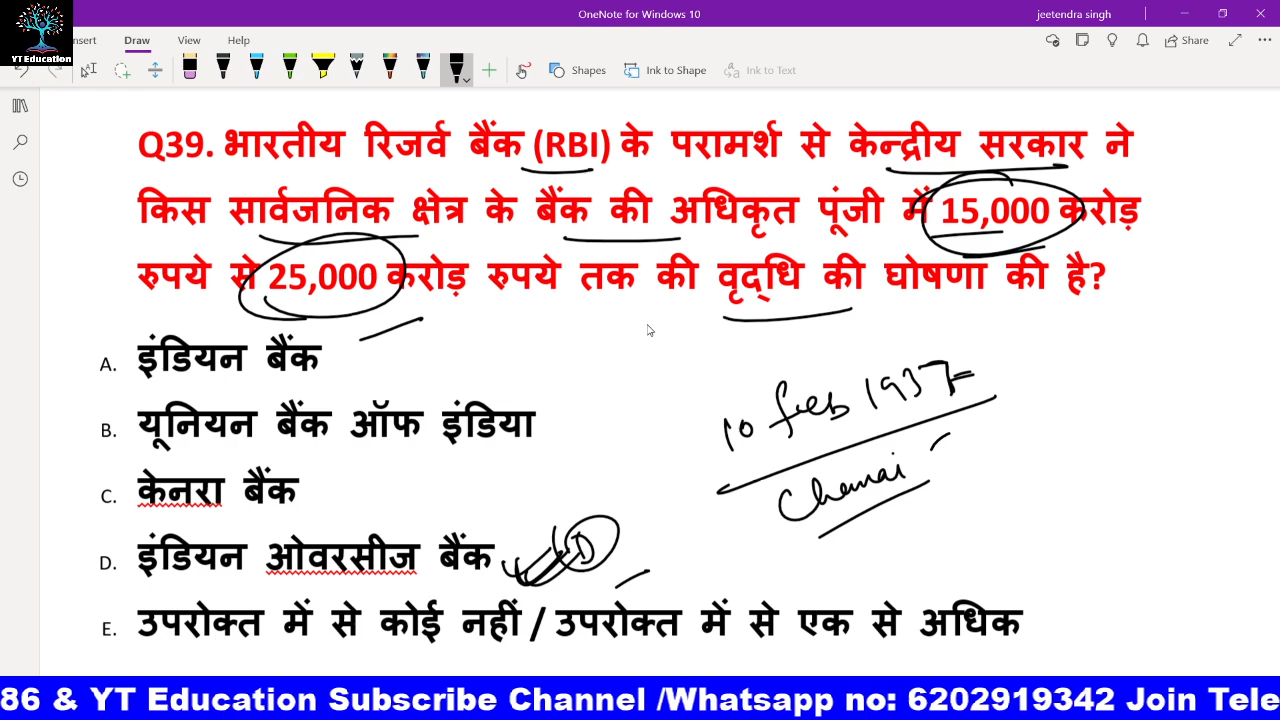 OneNote for Windows 10
jeetendra singh
YT Education
nsert Draw View Help
Share
Shapes Ink to Shape Ink to Text
Q39. भारतीय रिजर्व बैंक (RBI) के परामर्श से केन्द्रीय सरकार ने
किस सार्वजनिक क्षेत्र के बैंक की अधिकृत पूंजी में 15,000 करोड़
रुपये से 25,000 करोड़ रुपये तक की वृद्धि की घोषणा की है?
A. इंडियन बैंक
B. यूनियन बैंक ऑफ इंडिया
C. केनरा बैंक
D. इंडियन ओवरसीज बैंक D
E. उपरोक्त में से कोई नहीं / उपरोक्त में से एक से अधिक
10 feb 1937
Chennai
86 & YT Education Subscribe Channel /Whatsapp no: 6202919342 Join Tele